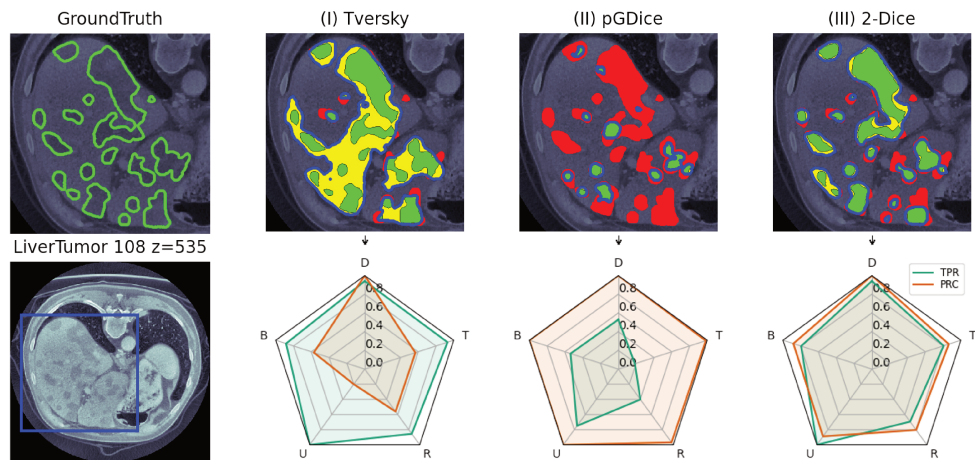 GroundTruth
(I) Tversky
(II) pGDice
(III) 2-Dice
LiverTumor 108 z=535
D
B
T
U
R
0.8
0.6
0.4
0.2
0.0
D
B
T
U
R
0.8
0.6
0.4
0.2
0.0
D
B
T
U
R
0.8
0.6
0.4
0.2
0.0
TPR
PRC